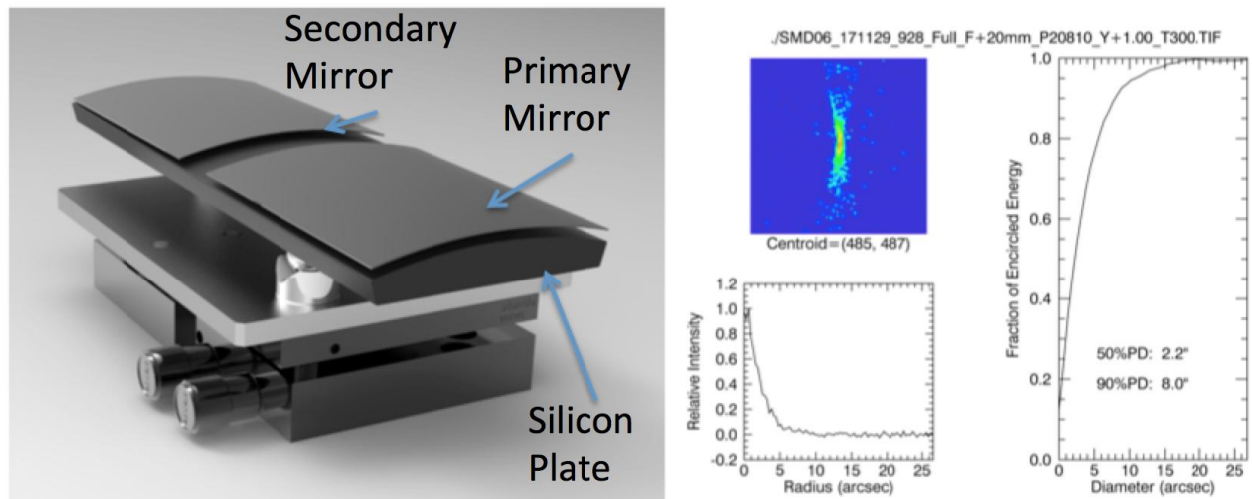 Secondary
Mirror
Primary
Mirror
Silicon
Plate
./SMD06_171129_928_Full_F+20mm_P20810_Y+1.00_T300.TIF
Centroid=(485, 487)
1.2
1.0
0.8
0.6
0.4
0.2
0.0
-0.2
Relative Intensity
0 5 10 15 20 25
Radius (arcsec)
1.0
0.8
0.6
0.4
0.2
0.0
Fraction of Encircled Energy
50%PD: 2.2"
90%PD: 8.0"
0 5 10 15 20 25
Diameter (arcsec)